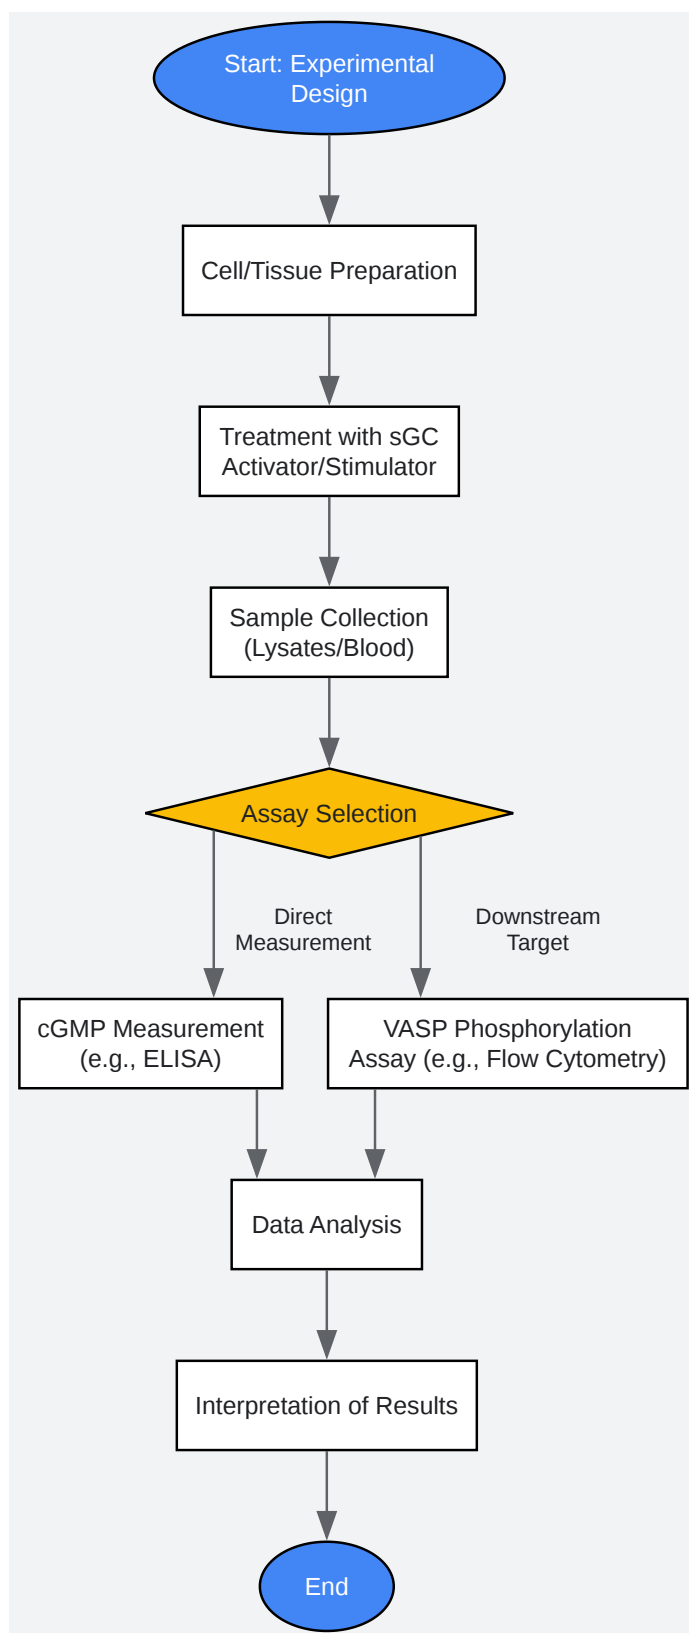 Start: Experimental
Design
Cell/Tissue Preparation
Treatment with sGC
Activator/Stimulator
Sample Collection
(Lysates/Blood)
Assay Selection
Direct
Measurement
Downstream
Target
cGMP Measurement
(e.g., ELISA)
VASP Phosphorylation
Assay (e.g., Flow Cytometry)
Data Analysis
Interpretation of Results
End